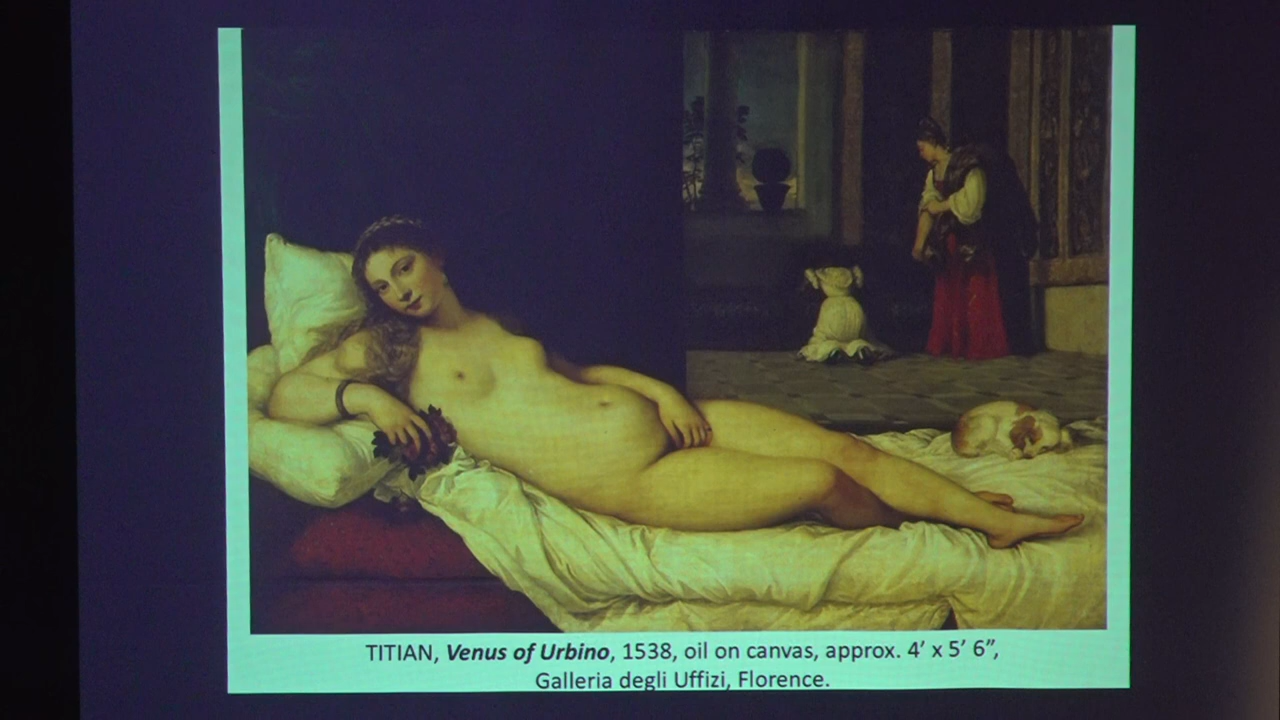 TITIAN, Venus of Urbino, 1538, oil on canvas, approx. 4’ x 5’ 6”,
Galleria degli Uffizi, Florence.